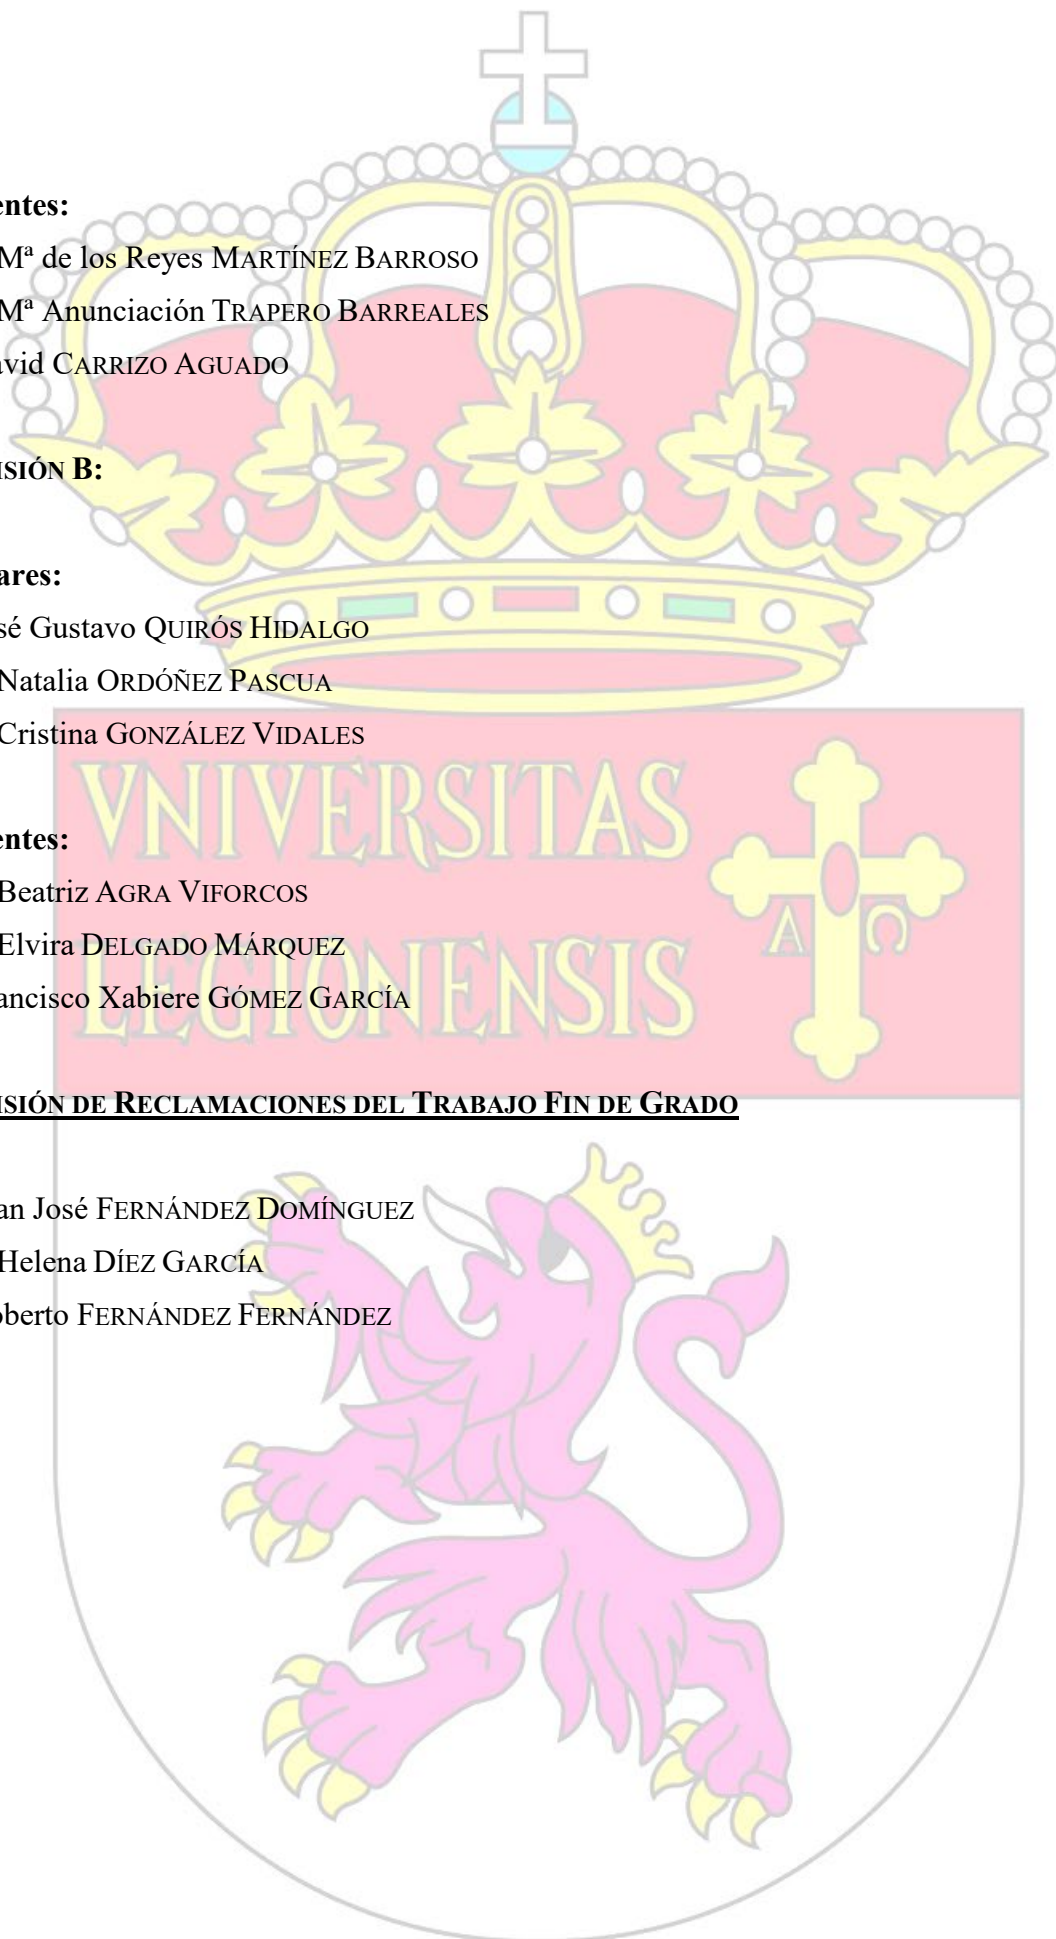 entes:
Mª de los Reyes MARTÍNEZ BARROSO
Mª Anunciación TRAPERO BARREALES
avid CARRIZO AGUADO
ISIÓN B:
ares:
sé Gustavo QUIRÓS HIDALGO
Natalia ORDÓÑEZ PASCUA
Cristina GONZÁLEZ VIDALES
VNIVERSITAS
entes:
Beatriz AGRA VIFORCOS
A C
Elvira DELGADO MÁRQUEZ
LEGIONENSIS
ancisco Xabiere GÓMEZ GARCÍA
ISIÓN DE RECLAMACIONES DEL TRABAJO FIN DE GRADO
an José FERNÁNDEZ DOMÍNGUEZ
Helena DÍEZ GARCÍA
oberto FERNÁNDEZ FERNÁNDEZ